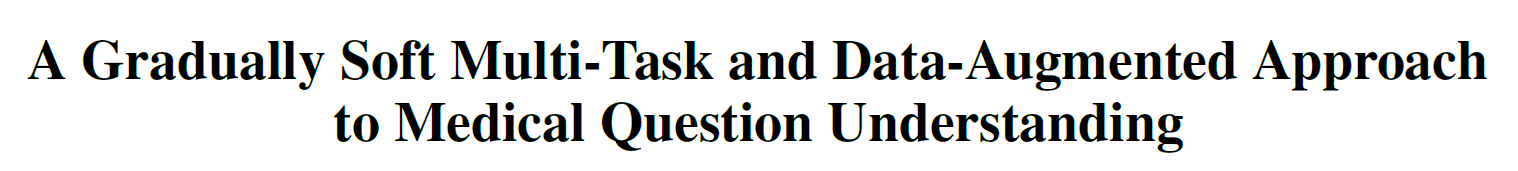 A Gradually Soft Multi-Task and Data-Augmented Approach
to Medical Question Understanding